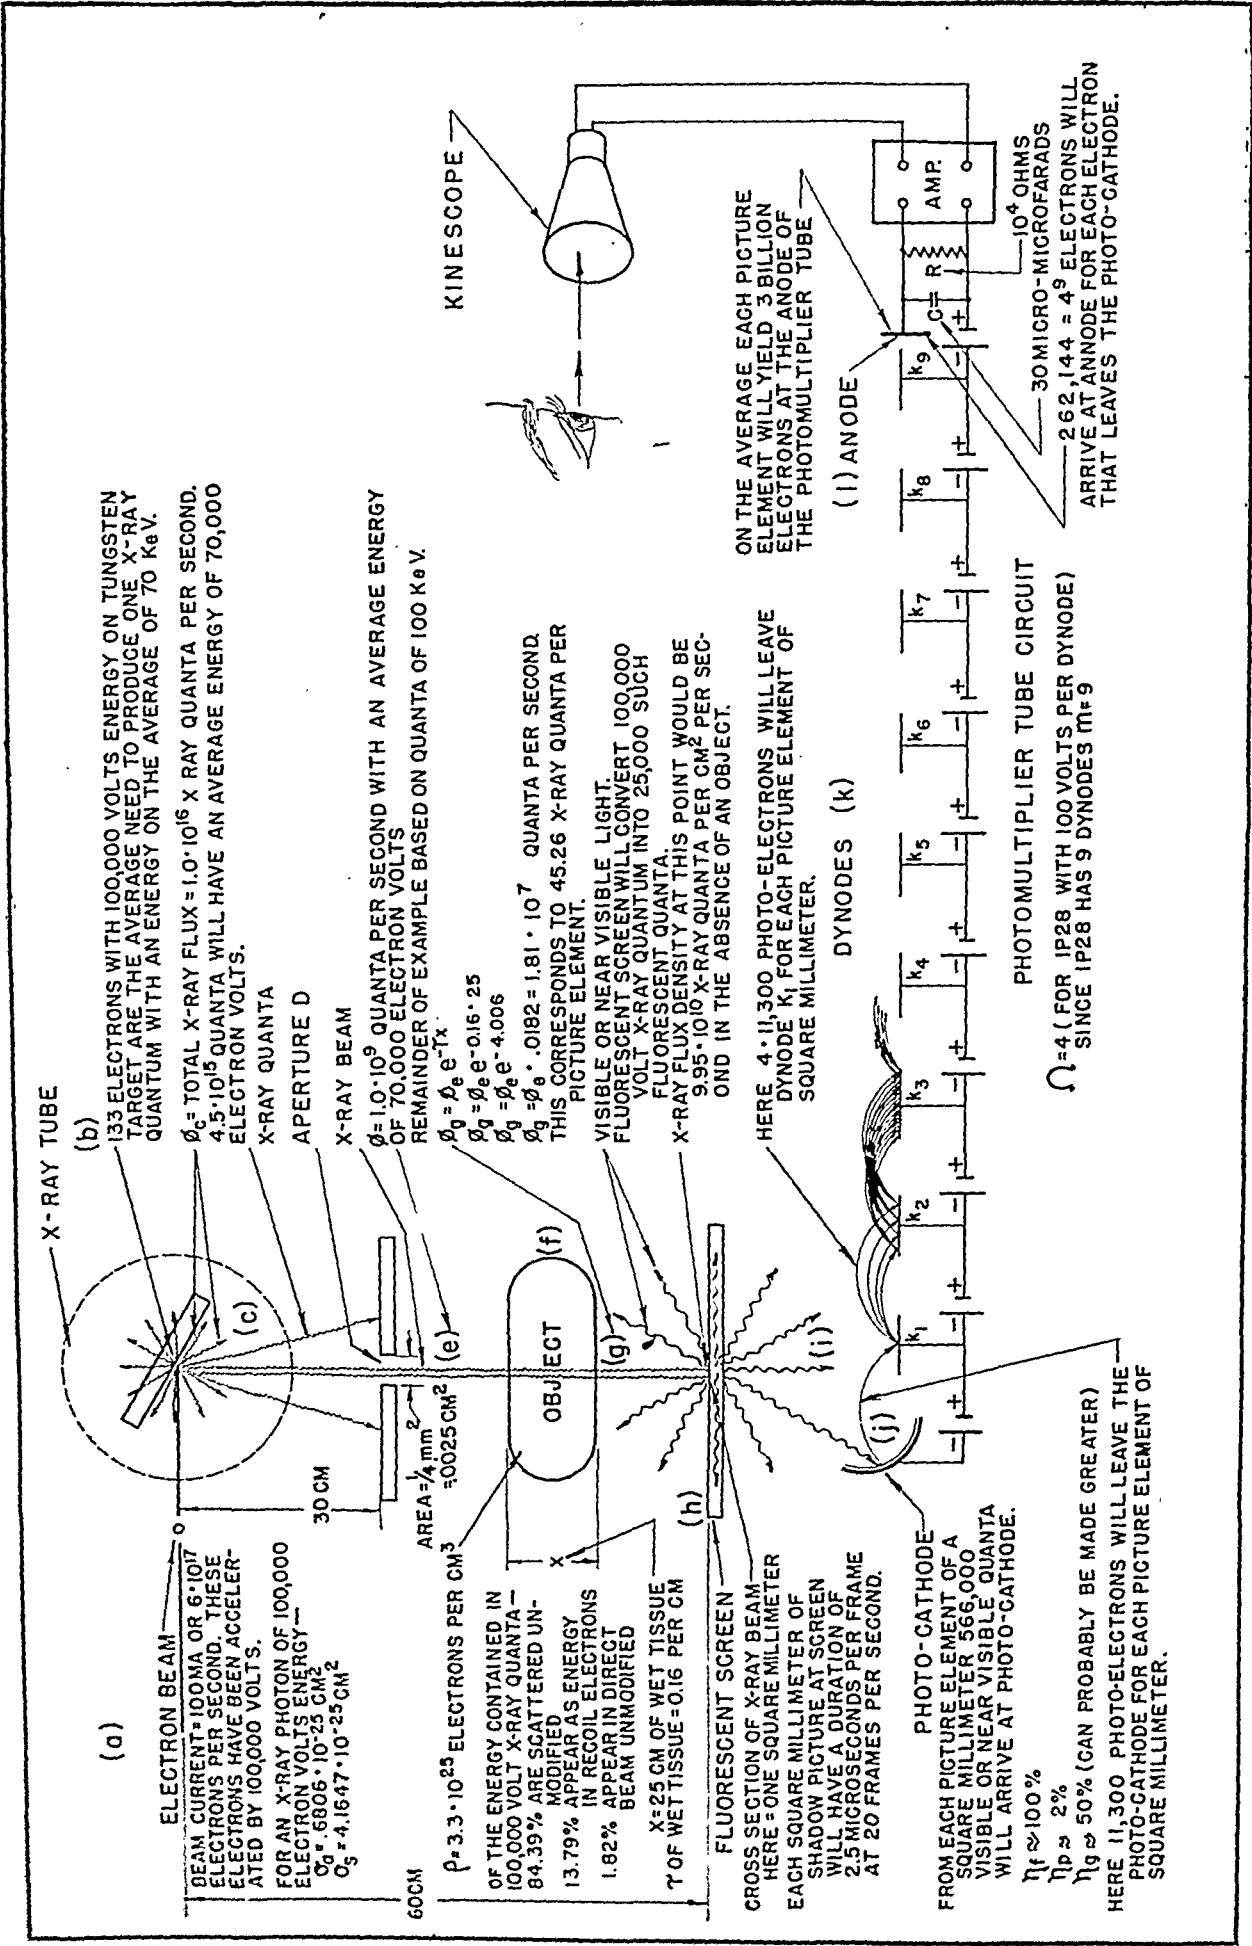 X-RAY TUBE
(a)
ELECTRON BEAM
BEAM CURRENT=100MA OR 6·10¹⁷
ELECTRONS PER SECOND. THESE
ELECTRONS HAVE BEEN ACCELER-
ATED BY 100,000 VOLTS.
FOR AN X-RAY PHOTON OF 100,000
ELECTRON VOLTS ENERGY—
σa = .6806·10⁻²⁵ CM²
σs = 4.1647·10⁻²⁵ CM²
(b)
133 ELECTRONS WITH 100,000 VOLTS ENERGY ON TUNGSTEN
TARGET ARE THE AVERAGE NEED TO PRODUCE ONE X-RAY
QUANTUM WITH AN ENERGY ON THE AVERAGE OF 70 KeV.
øc = TOTAL X-RAY FLUX = 1.0·10¹⁶ X RAY QUANTA PER SECOND.
4.5·10¹⁵ QUANTA WILL HAVE AN AVERAGE ENERGY OF 70,000
ELECTRON VOLTS.
(c)
X-RAY QUANTA
APERTURE D
X-RAY BEAM
30CM
60CM
AREA=¼mm²
=.0025CM²
(e)
ø=1.0·10⁹ QUANTA PER SECOND WITH AN AVERAGE ENERGY
OF 70,000 ELECTRON VOLTS
REMAINDER OF EXAMPLE BASED ON QUANTA OF 100 KeV.
øg = øe e^-Tx
øg = øe e^-0.16·25
øg = øe e^-4.006
øg = øe · .0182 = 1.81·10⁷ QUANTA PER SECOND.
THIS CORRESPONDS TO 45.26 X-RAY QUANTA PER
PICTURE ELEMENT.
ρ=3.3·10²⁵ ELECTRONS PER CM³
OBJECT
(f)
x
(g)
OF THE ENERGY CONTAINED IN
100,000 VOLT X-RAY QUANTA—
84.39% ARE SCATTERED UN-
MODIFIED
13.79% APPEAR AS ENERGY
IN RECOIL ELECTRONS
1.82% APPEAR IN DIRECT
BEAM UNMODIFIED
X=25 CM OF WET TISSUE
τ OF WET TISSUE=0.16 PER CM
VISIBLE OR NEAR VISIBLE LIGHT.
FLUORESCENT SCREEN WILL CONVERT 100,000
VOLT X-RAY QUANTUM INTO 25,000 SUCH
FLUORESCENT QUANTA.
X-RAY FLUX DENSITY AT THIS POINT WOULD BE
9.95·10¹⁰ X-RAY QUANTA PER CM² PER SEC-
OND IN THE ABSENCE OF AN OBJECT.
(h)
FLUORESCENT SCREEN
CROSS SECTION OF X-RAY BEAM
HERE = ONE SQUARE MILLIMETER
EACH SQUARE MILLIMETER OF
SHADOW PICTURE AT SCREEN
WILL HAVE A DURATION OF
2.5 MICROSECONDS PER FRAME
AT 20 FRAMES PER SECOND.
(i)
HERE 4·11,300 PHOTO-ELECTRONS WILL LEAVE
DYNODE K₁ FOR EACH PICTURE ELEMENT OF
SQUARE MILLIMETER.
PHOTO-CATHODE
(j)
FROM EACH PICTURE ELEMENT OF A
SQUARE MILLIMETER 566,000
VISIBLE OR NEAR VISIBLE QUANTA
WILL ARRIVE AT PHOTO-CATHODE.
ηf ≈ 100%
ηp ≈ 2%
ηg ≈ 50% (CAN PROBABLY BE MADE GREATER)
HERE 11,300 PHOTO-ELECTRONS WILL LEAVE THE
PHOTO-CATHODE FOR EACH PICTURE ELEMENT OF
SQUARE MILLIMETER.
DYNODES (k)
k₁ k₂ k₃ k₄ k₅ k₆ k₇ k₈ k₉
− + − + − + − + − + − + − + − + − + − +
PHOTOMULTIPLIER TUBE CIRCUIT
Ω=4 (FOR 1P28 WITH 100 VOLTS PER DYNODE)
SINCE 1P28 HAS 9 DYNODES m=9
KINESCOPE
ON THE AVERAGE EACH PICTURE
ELEMENT WILL YIELD 3 BILLION
ELECTRONS AT THE ANODE OF
THE PHOTOMULTIPLIER TUBE
(l) ANODE
C
R
AMP.
10⁴ OHMS
30 MICRO-MICROFARADS
262,144 = 4⁹ ELECTRONS WILL
ARRIVE AT ANNODE FOR EACH ELECTRON
THAT LEAVES THE PHOTO-CATHODE.